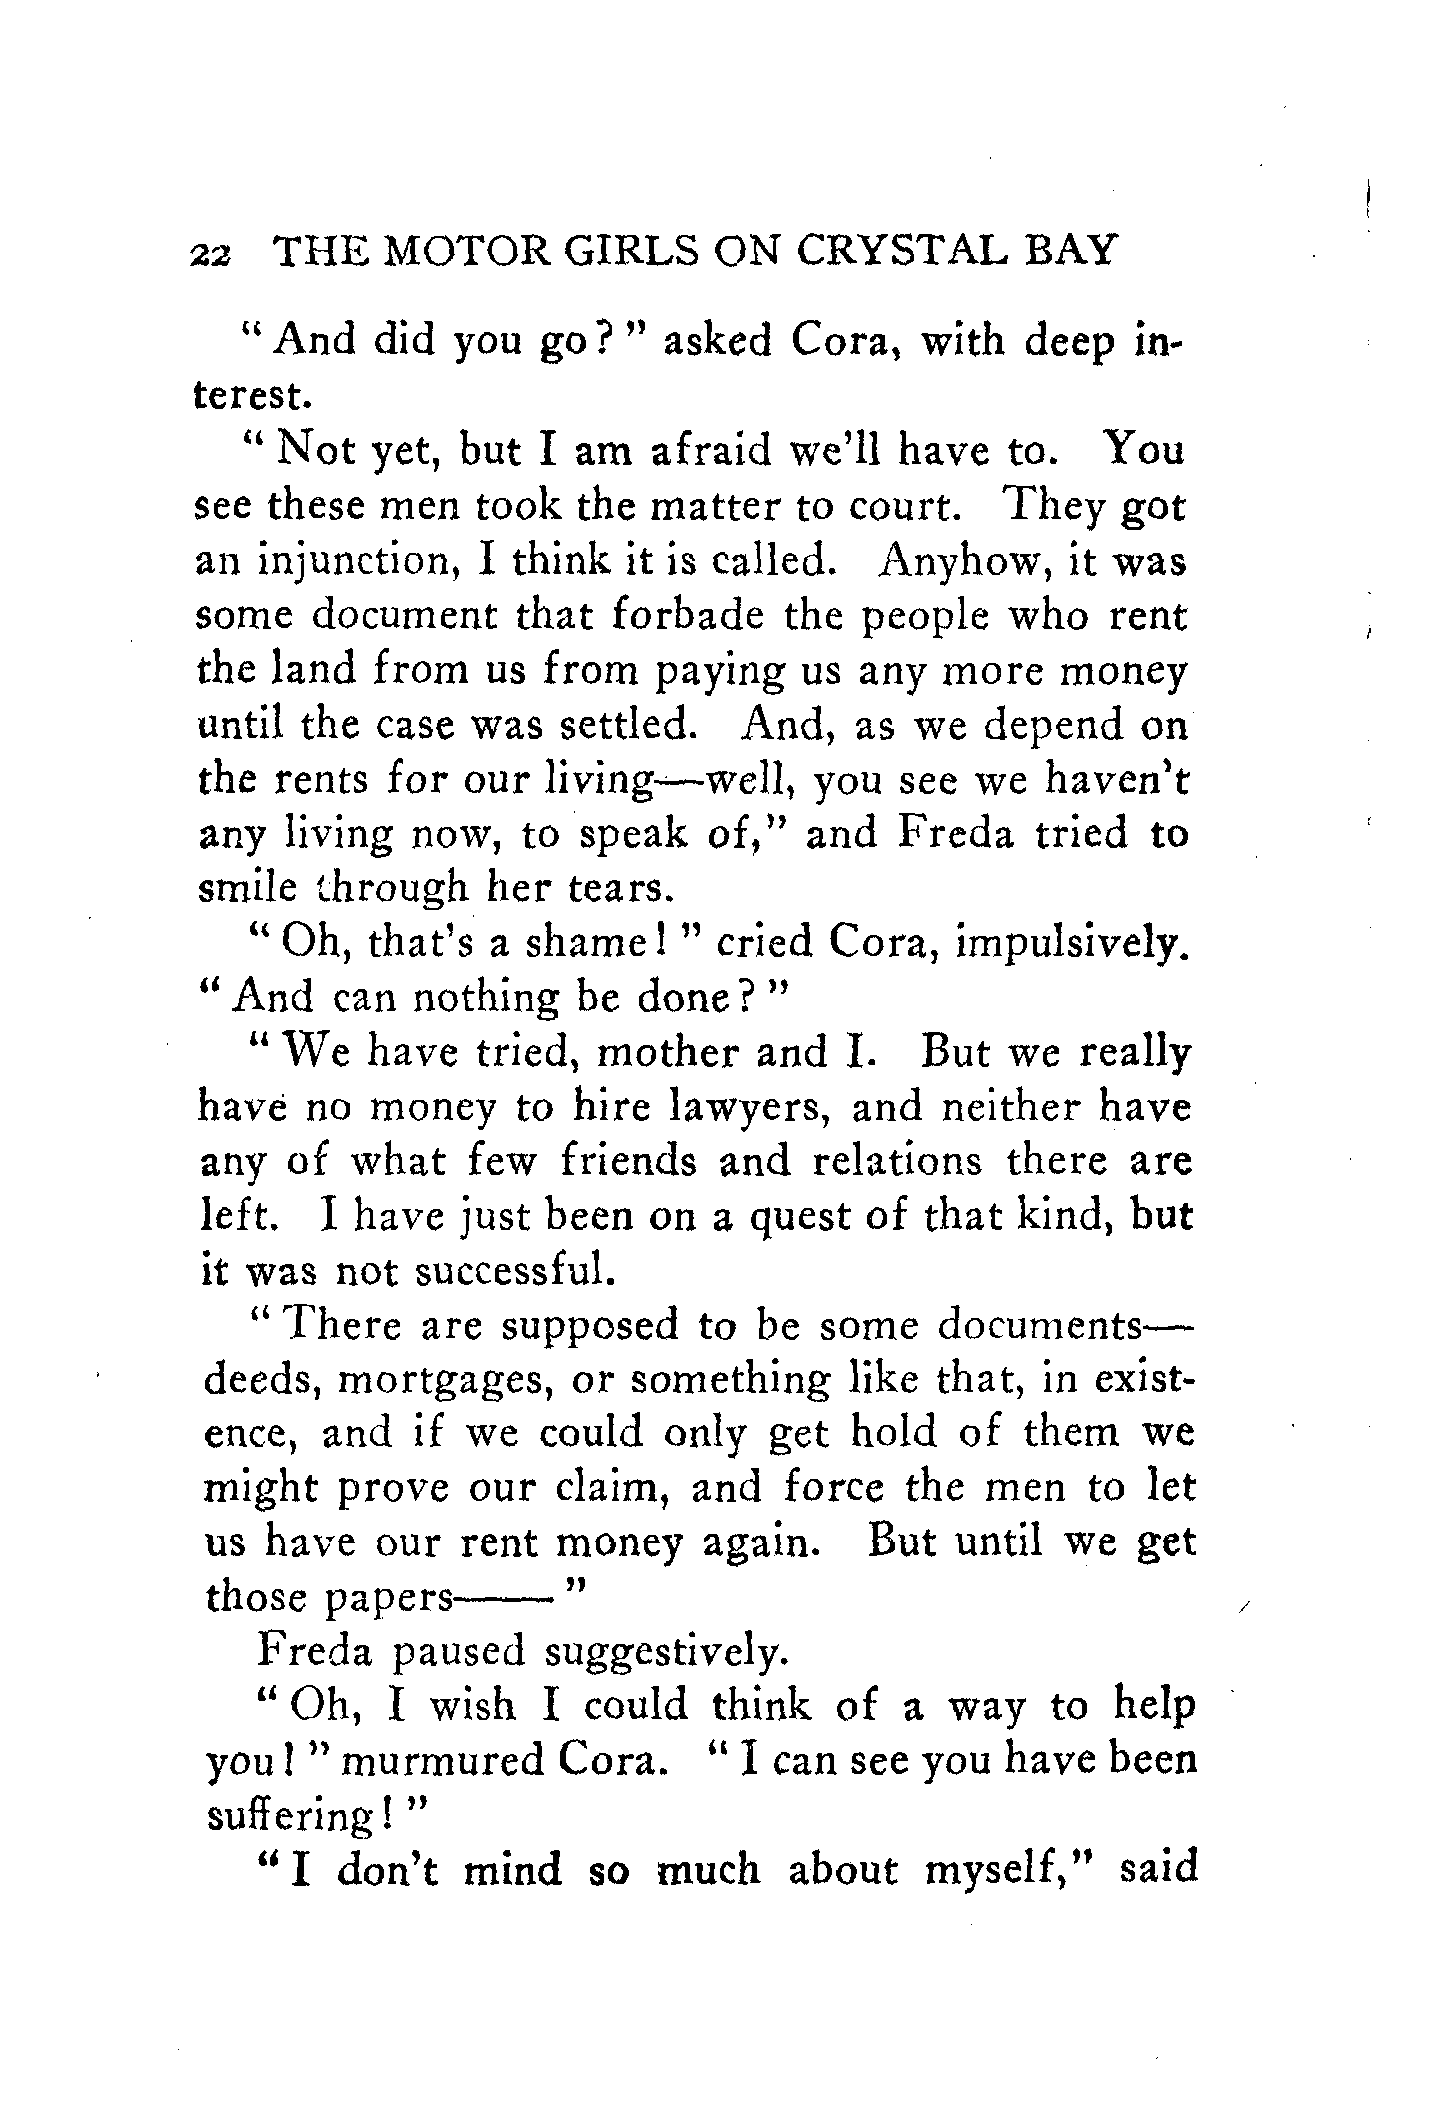 22 THE MOTOR GIRLS ON CRYSTAL BAY
“ And did you go? ” asked Cora, with deep in-
terest.
“ Not yet, but I am afraid we'll have to. You
see these men took the matter to court. They got
an injunction, I think it is called. Anyhow, it was
some document that forbade the people who rent
the land from us from paying us any more money
until the case was settled. And, as we depend on
the rents for our living—well, you see we haven't
any living now, to speak of,” and Freda tried to
smile through her tears.
“ Oh, that's a shame! ” cried Cora, impulsively.
“ And can nothing be done? ”
“ We have tried, mother and I. But we really
have no money to hire lawyers, and neither have
any of what few friends and relations there are
left. I have just been on a quest of that kind, but
it was not successful.
“ There are supposed to be some documents—
deeds, mortgages, or something like that, in exist-
ence, and if we could only get hold of them we
might prove our claim, and force the men to let
us have our rent money again. But until we get
those papers—— ”
Freda paused suggestively.
“ Oh, I wish I could think of a way to help
you! ” murmured Cora. “ I can see you have been
suffering! ”
“ I don't mind so much about myself,” said